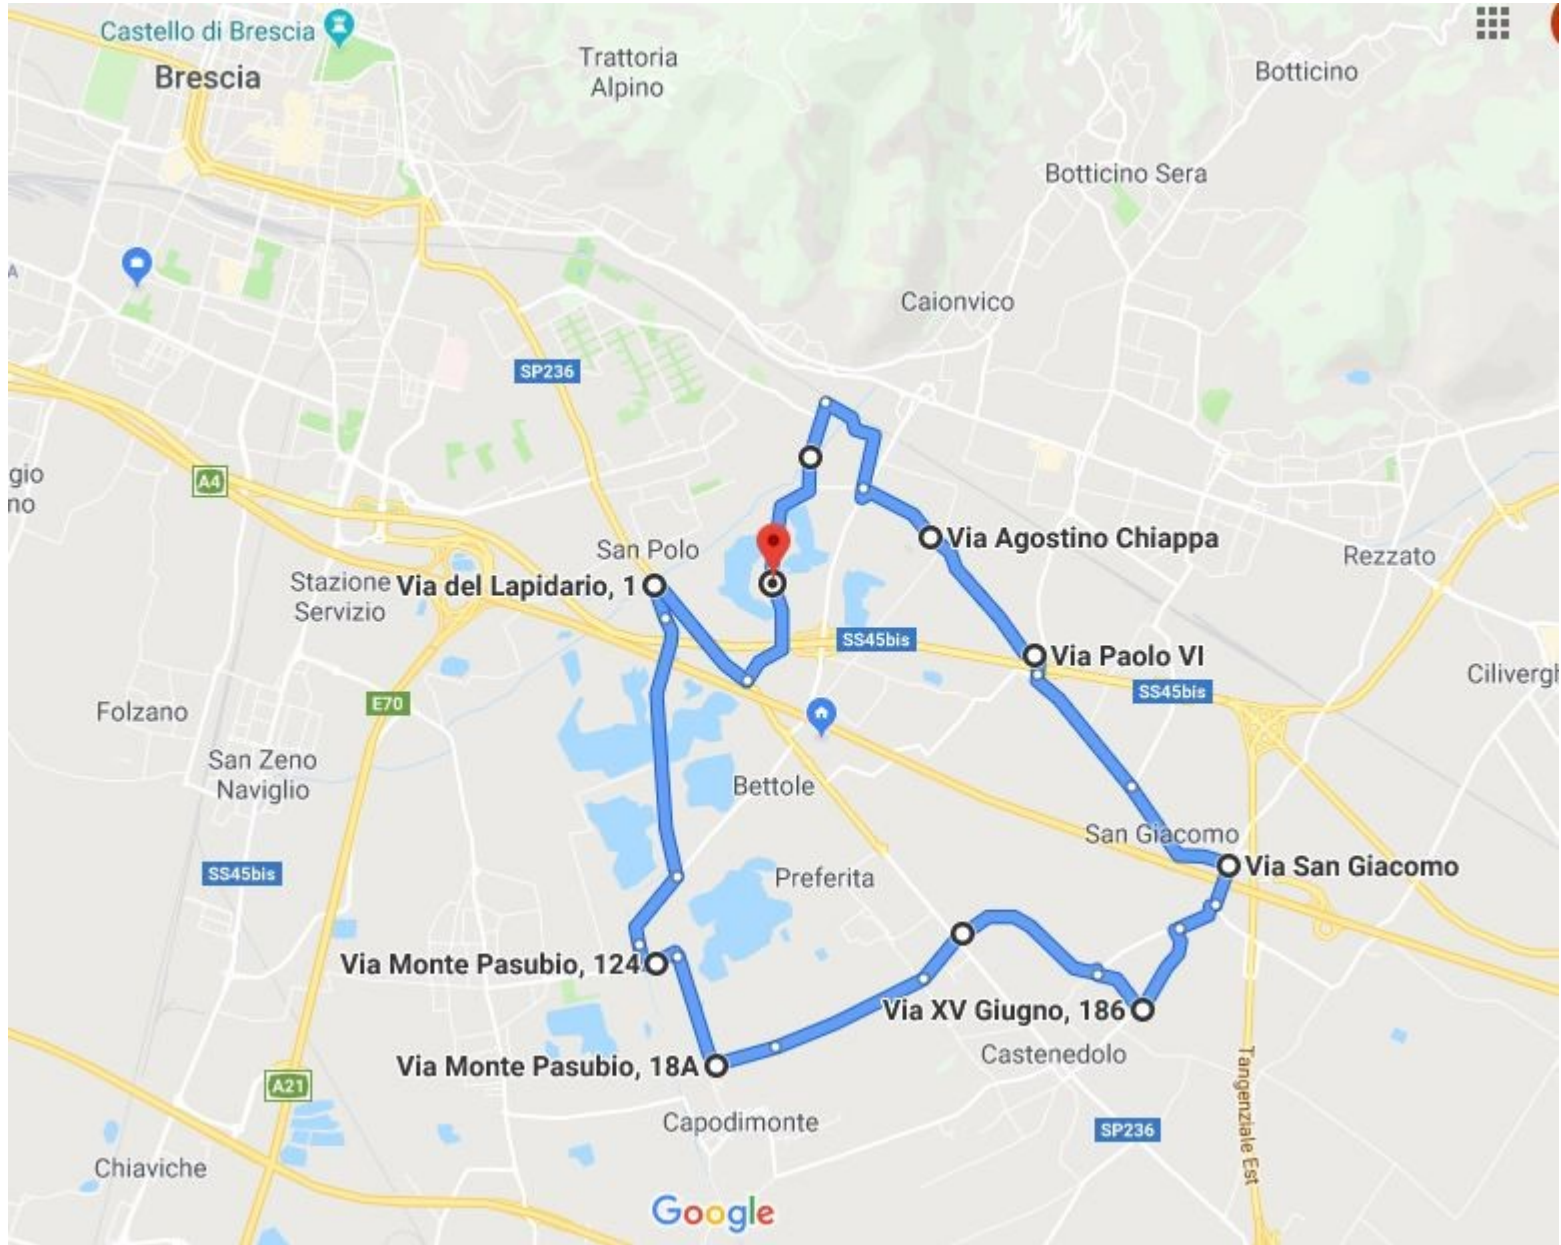 Castello di Brescia
Brescia
Trattoria
Alpino
Botticino
Botticino Sera
A
Caionvico
SP236
A4
gio
no
San Polo
Via Agostino Chiappa
Rezzato
Stazione
Servizio
Via del Lapidario, 1
SS45bis
Via Paolo VI
SS45bis
Cilivergh
E70
Folzano
San Zeno
Naviglio
Bettole
San Giacomo
Via San Giacomo
SS45bis
Preferita
Via Monte Pasubio, 124
Via XV Giugno, 186
Castenedolo
Via Monte Pasubio, 18A
A21
Capodimonte
SP236
Tangenziale Est
Chiaviche
Google